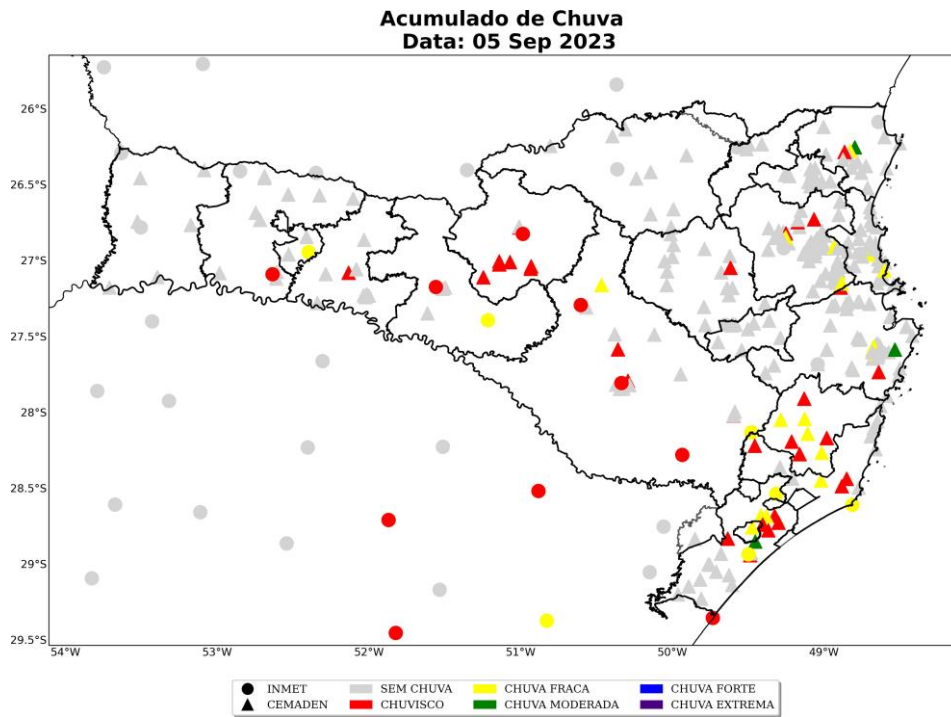 Acumulado de Chuva
Data: 05 Sep 2023
26°S
26.5°S
27°S
27.5°S
28°S
28.5°S
29°S
29.5°S
54°W 53°W 52°W 51°W 50°W 49°W
INMET SEM CHUVA CHUVA FRACA CHUVA FORTE
CEMADEN CHUVISCO CHUVA MODERADA CHUVA EXTREMA